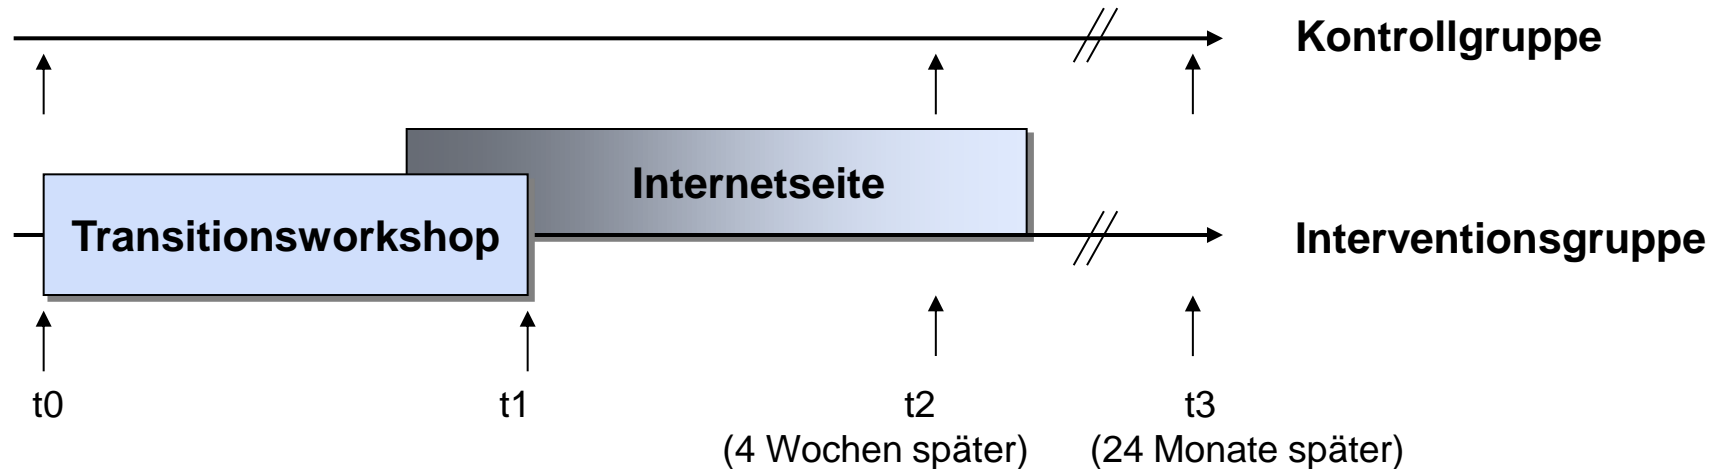 Kontrollgruppe
Internetseite
Transitionsworkshop
Interventionsgruppe
t0 t1 t2 t3
(4 Wochen später) (24 Monate später)